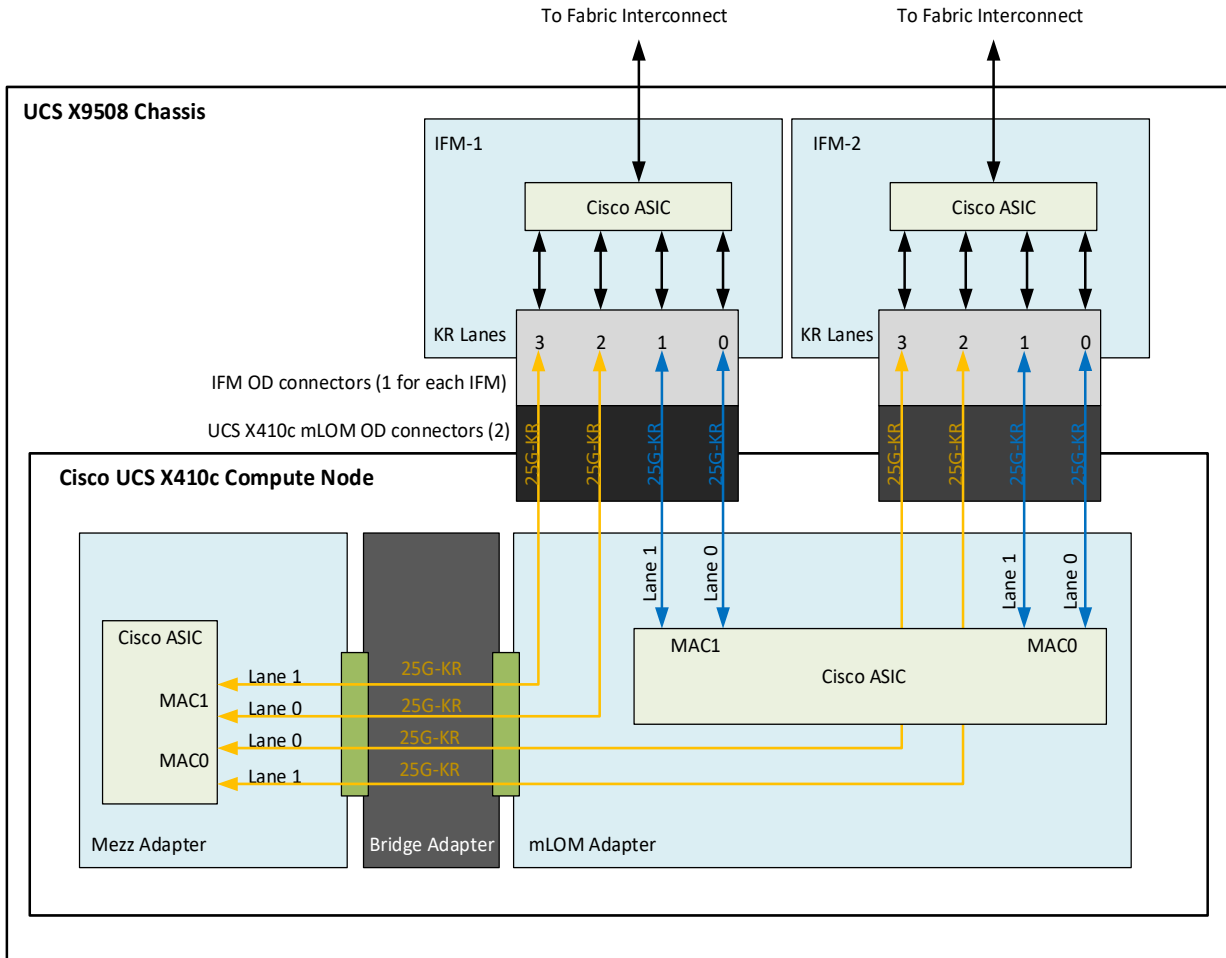 To Fabric Interconnect
To Fabric Interconnect
UCS X9508 Chassis
IFM-1
IFM-2
Cisco ASIC
Cisco ASIC
KR Lanes
3
2
1
0
KR Lanes
3
2
1
0
IFM OD connectors (1 for each IFM)
UCS X410c mLOM OD connectors (2)
25G-KR
25G-KR
25G-KR
25G-KR
25G-KR
25G-KR
25G-KR
25G-KR
Cisco UCS X410c Compute Node
Lane 1
Lane 0
Lane 1
Lane 0
Cisco ASIC
MAC1
MAC0
Lane 1
Lane 0
Lane 0
Lane 1
25G-KR
25G-KR
25G-KR
25G-KR
MAC1
MAC0
Cisco ASIC
Mezz Adapter
Bridge Adapter
mLOM Adapter